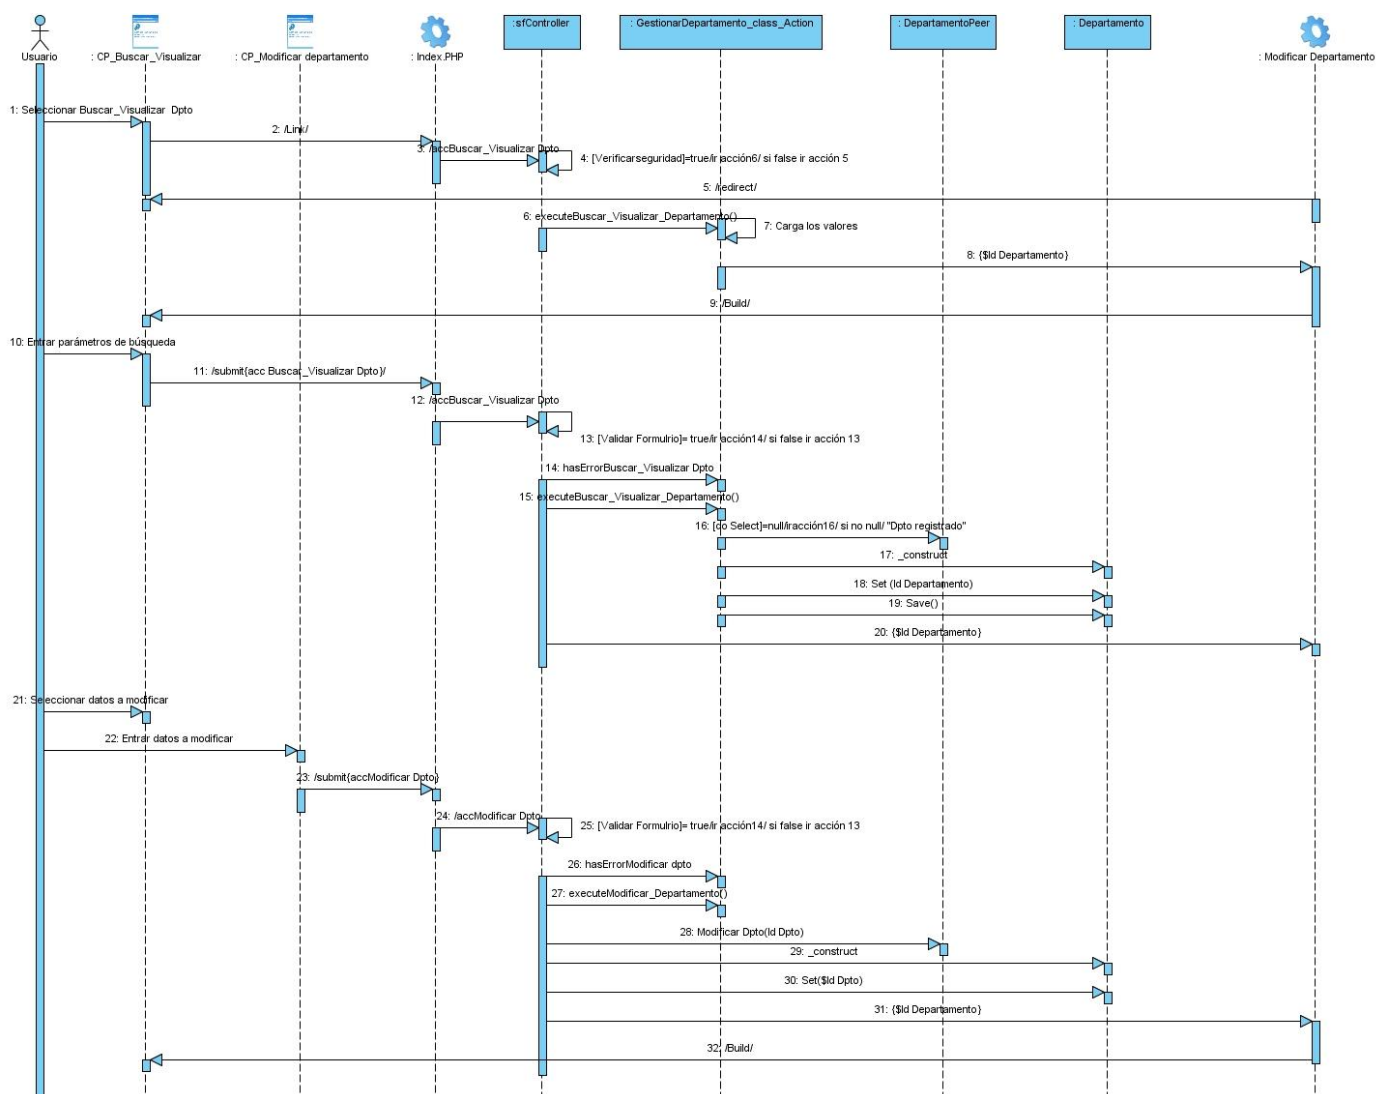 :sfController
: GestionarDepartamento_class_Action
: DepartamentoPeer
: Departamento
Usuario
: CP_Buscar_Visualizar
: CP_Modificar departamento
: Index.PHP
: Modificar Departamento
1: Seleccionar Buscar_Visualizar Dpto
2: /Link/
3: /accBuscar_Visualizar Dpto
4: [Verificarseguridad]=true/ir acción6/ si false ir acción 5
5: /redirect/
6: executeBuscar_Visualizar_Departamento()
7: Carga los valores
8: {$Id Departamento}
9: /Build/
10: Entrar parámetros de búsqueda
11: /submit{acc Buscar_Visualizar Dpto}/
12: /accBuscar_Visualizar Dpto
13: [Validar Formulrio]= true/ir acción14/ si false ir acción 13
14: hasErrorBuscar_Visualizar Dpto
15: executeBuscar_Visualizar_Departamento()
16: [do Select]=null/iracción16/ si no null/ "Dpto registrado"
17: _construct
18: Set (Id Departamento)
19: Save()
20: {$Id Departamento}
21: Seleccionar datos a modificar
22: Entrar datos a modificar
23: /submit{accModificar Dpto}
24: /accModificar Dpto
25: [Validar Formulrio]= true/ir acción14/ si false ir acción 13
26: hasErrorModificar dpto
27: executeModificar_Departamento()
28: Modificar Dpto(Id Dpto)
29: _construct
30: Set($Id Dpto)
31: {$Id Departamento}
32: /Build/